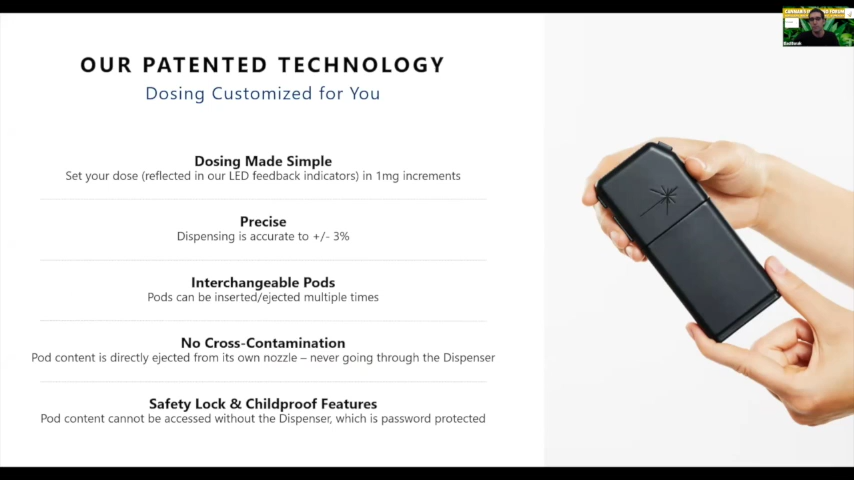 OUR PATENTED TECHNOLOGY
Dosing Customized for You
Dosing Made Simple
Set your dose (reflected in our LED feedback indicators) in 1mg increments
Precise
Dispensing is accurate to +/- 3%
Interchangeable Pods
Pods can be inserted/ejected multiple times
No Cross-Contamination
Pod content is directly ejected from its own nozzle – never going through the Dispenser
Safety Lock & Childproof Features
Pod content cannot be accessed without the Dispenser, which is password protected